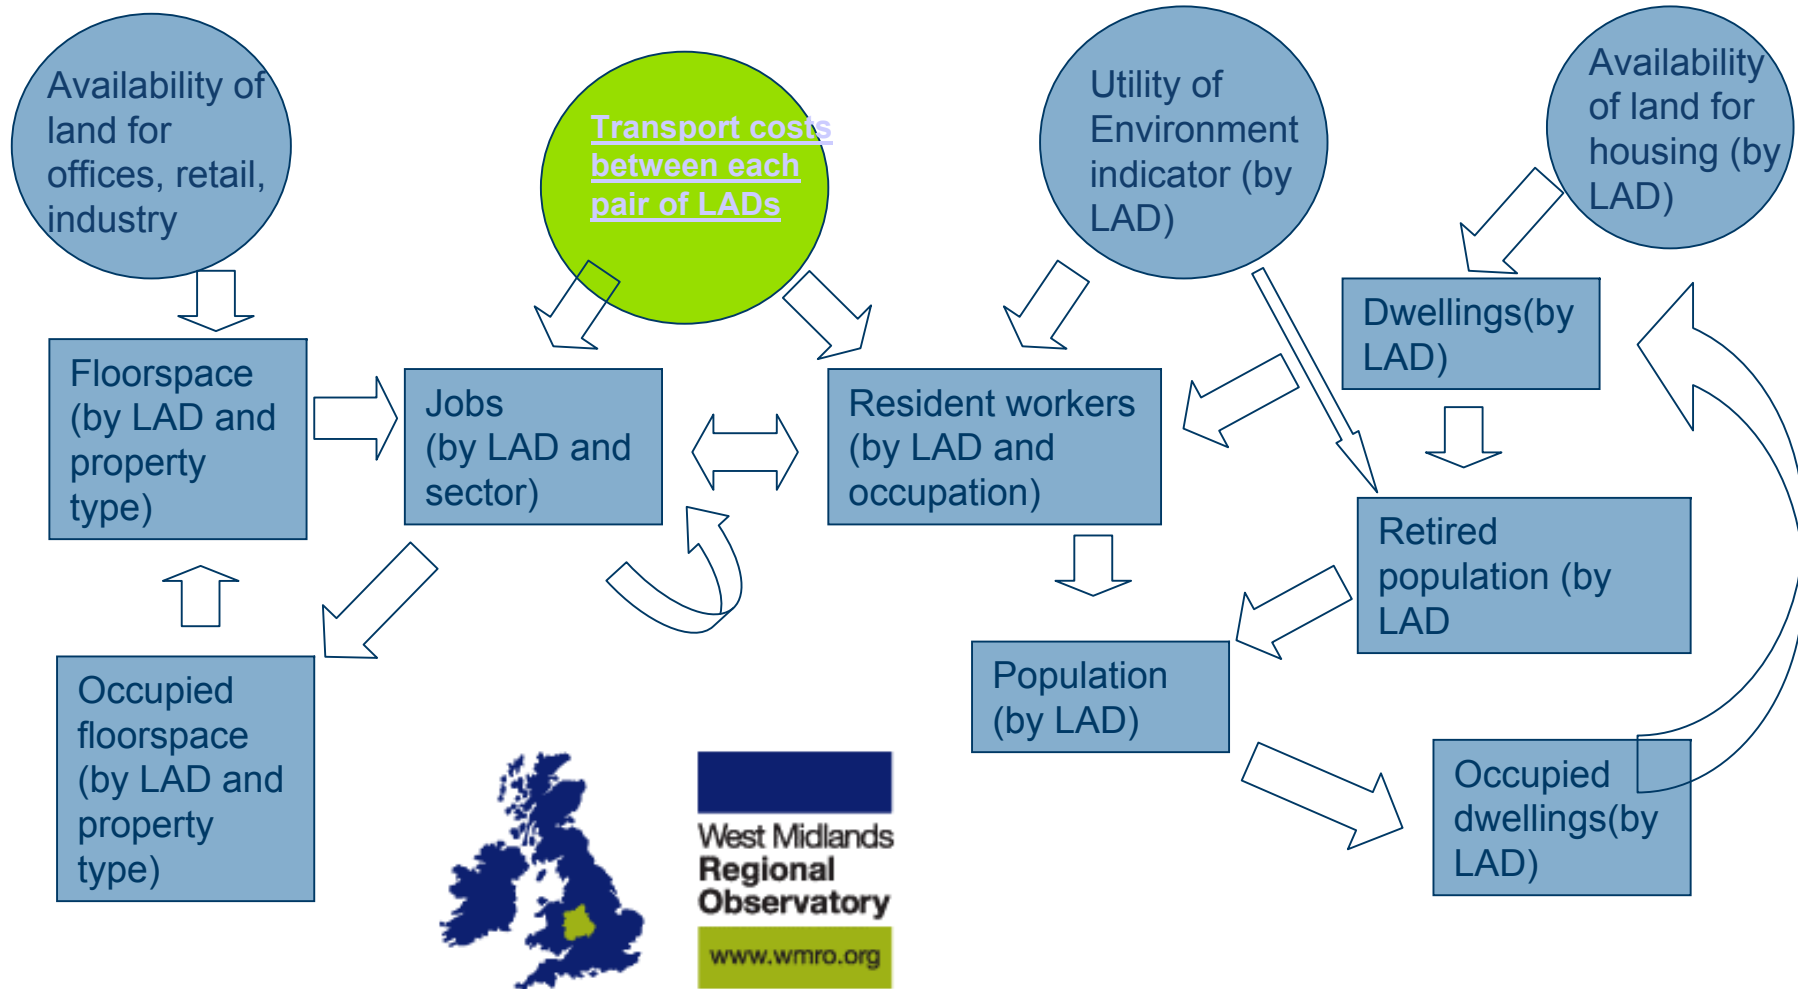 Availability of
land for
offices, retail,
industry
Transport costs
between each
pair of LADs
Utility of
Environment
indicator (by
LAD)
Availability
of land for
housing (by
LAD)
Floorspace
(by LAD and
property
type)
Jobs
(by LAD and
sector)
Resident workers
(by LAD and
occupation)
Dwellings(by
LAD)
Retired
population (by
LAD
Occupied
floorspace
(by LAD and
property
type)
Population
(by LAD)
Occupied
dwellings(by
LAD)
West Midlands
Regional
Observatory
www.wmro.org